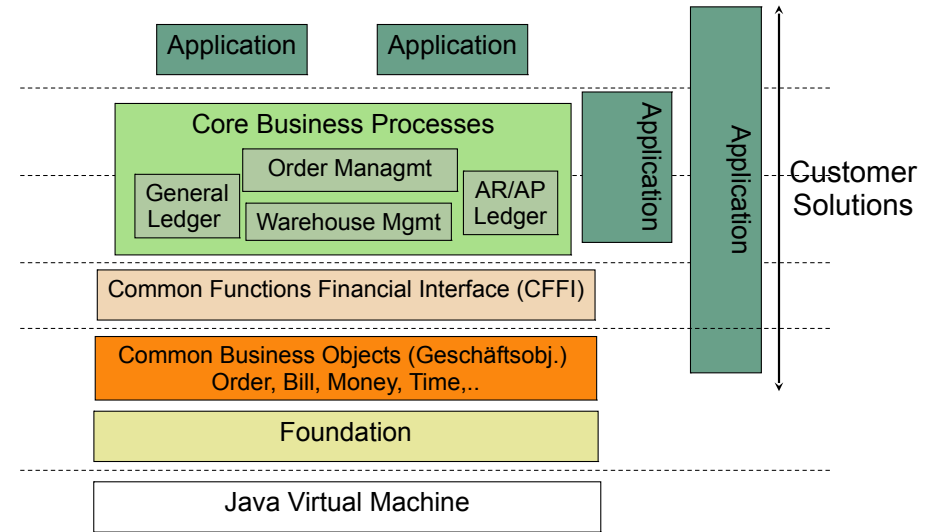 Application
Application
Core Business Processes
Order Managmt
General
Ledger
Warehouse Mgmt
AR/AP
Ledger
Application
Application
Customer
Solutions
Common Functions Financial Interface (CFFI)
Common Business Objects (Geschäftsobj.)
Order, Bill, Money, Time,..
Foundation
Java Virtual Machine